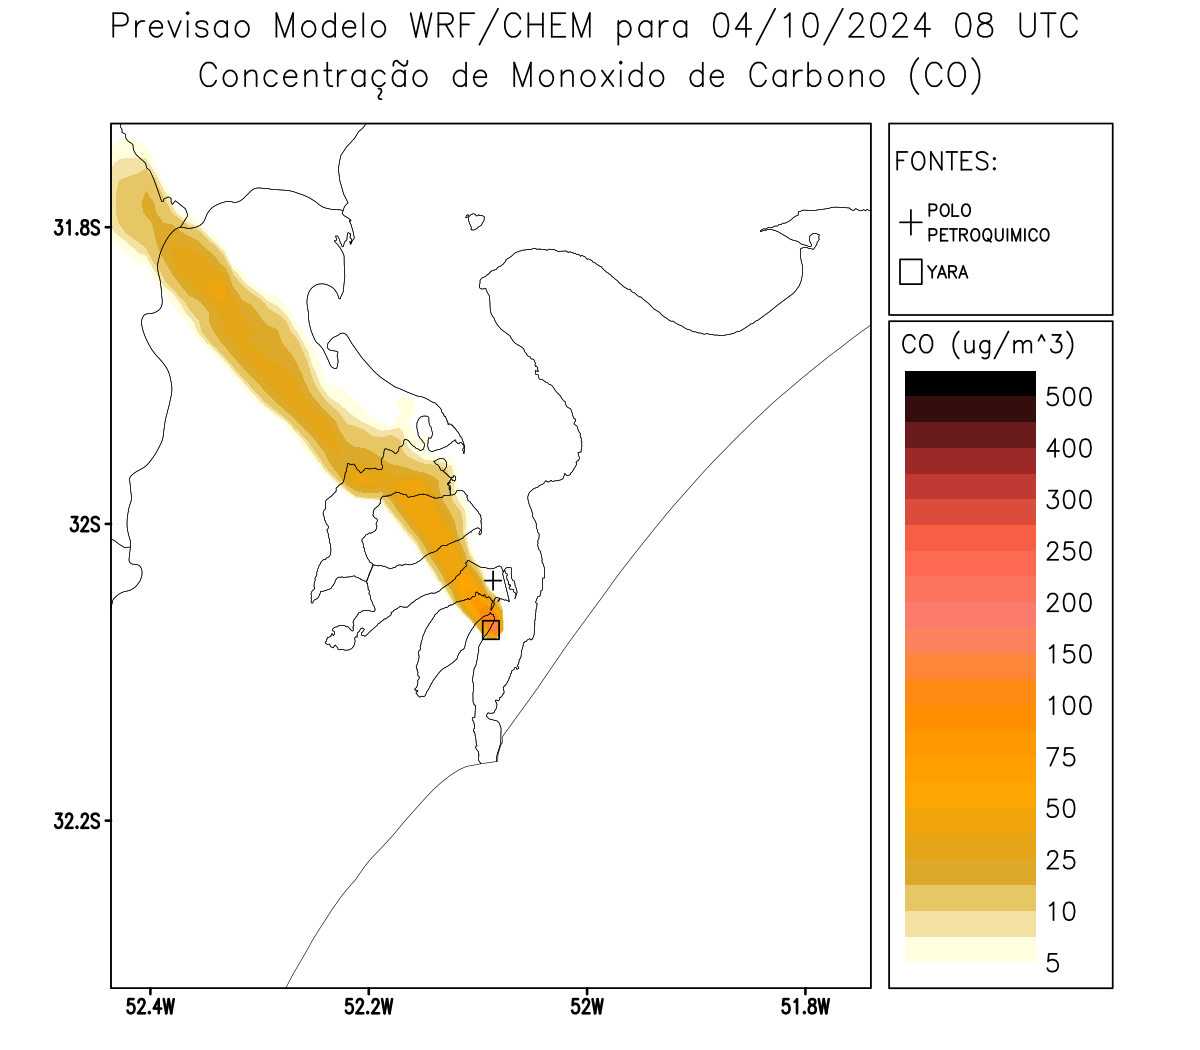 Previsao Modelo WRF/CHEM para 04/10/2024 08 UTC
Concentração de Monoxido de Carbono (CO)
FONTES:
POLO
PETROQUIMICO
YARA
CO (ug/m^3)
500
400
300
250
200
150
100
75
50
25
10
5
31.8S
32S
32.2S
52.4W
52.2W
52W
51.8W